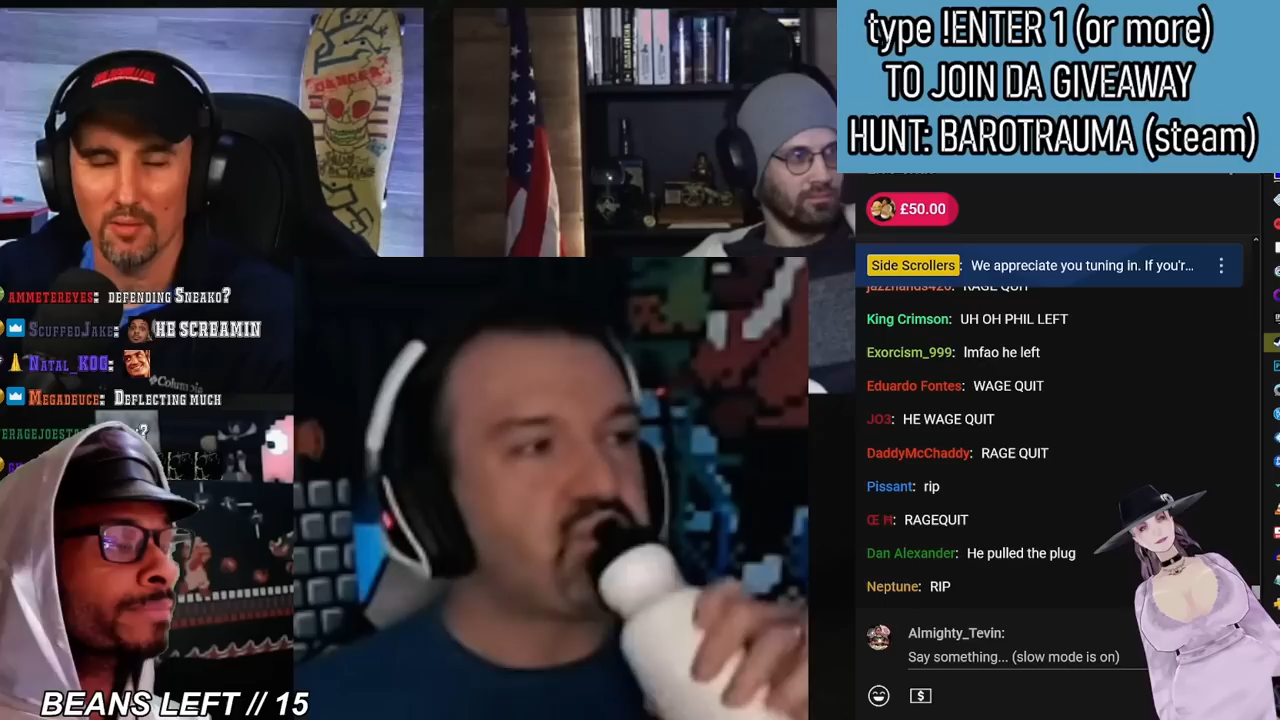 type !ENTER 1 (or more)
TO JOIN DA GIVEAWAY
HUNT: BAROTRAUMA (steam)
DANGER
£50.00
Side Scrollers: We appreciate you tuning in. If you'r...
jazzhands420: RAGE QUIT
King Crimson: UH OH PHIL LEFT
Exorcism_999: lmfao he left
Eduardo Fontes: WAGE QUIT
JO3: HE WAGE QUIT
DaddyMcChaddy: RAGE QUIT
Pissant: rip
Œ Ħ: RAGEQUIT
Dan Alexander: He pulled the plug
Neptune: RIP
Almighty_Tevin:
Say something... (slow mode is on)
AMMETEREYES: DEFENDING SNEAKO?
SCUFFEDJAKE: HE SCREAMIN
NATAL_KOG:
MEGADEUCE: DEFLECTING MUCH
BEANS LEFT // 15